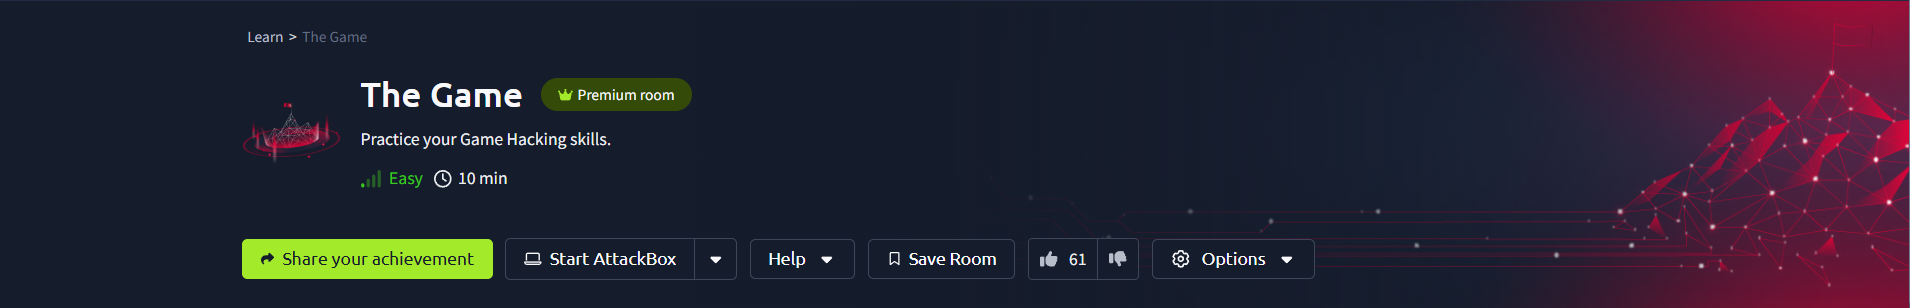 Learn > The Game
The Game
Premium room
Practice your Game Hacking skills.
Easy 10 min
Share your achievement Start AttackBox Help Save Room 61 Options